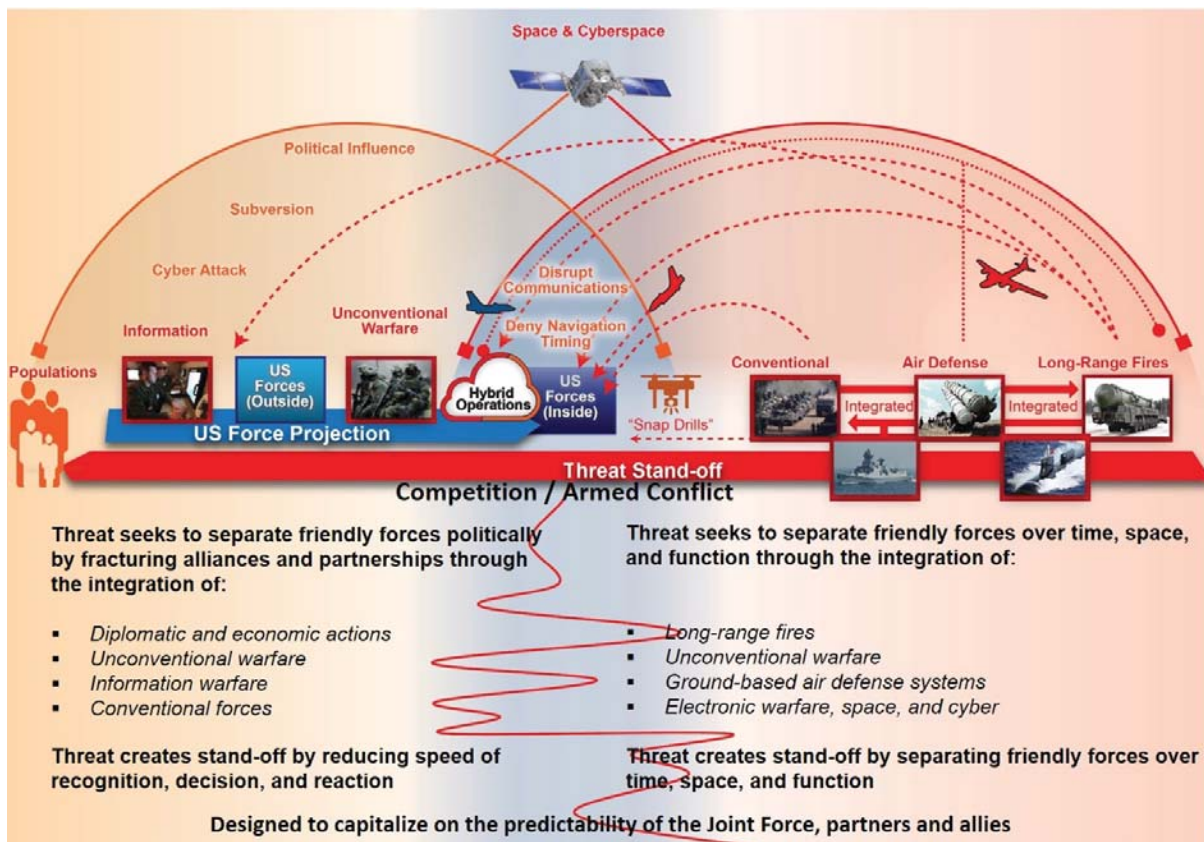 Space & Cyberspace
Political Influence
Subversion
Cyber Attack
Disrupt
Communications
Information
Unconventional
Warfare
Deny Navigation
Timing
Populations
US
Forces
(Outside)
Hybrid
Operations
US
Forces
(Inside)
Conventional
Air Defense
Long-Range Fires
Integrated
Integrated
"Snap Drills"
US Force Projection
Threat Stand-off
Competition / Armed Conflict
Threat seeks to separate friendly forces politically
by fracturing alliances and partnerships through
the integration of:
▪ Diplomatic and economic actions
▪ Unconventional warfare
▪ Information warfare
▪ Conventional forces
Threat creates stand-off by reducing speed of
recognition, decision, and reaction
Threat seeks to separate friendly forces over time, space,
and function through the integration of:
▪ Long-range fires
▪ Unconventional warfare
▪ Ground-based air defense systems
▪ Electronic warfare, space, and cyber
Threat creates stand-off by separating friendly forces over
time, space, and function
Designed to capitalize on the predictability of the Joint Force, partners and allies